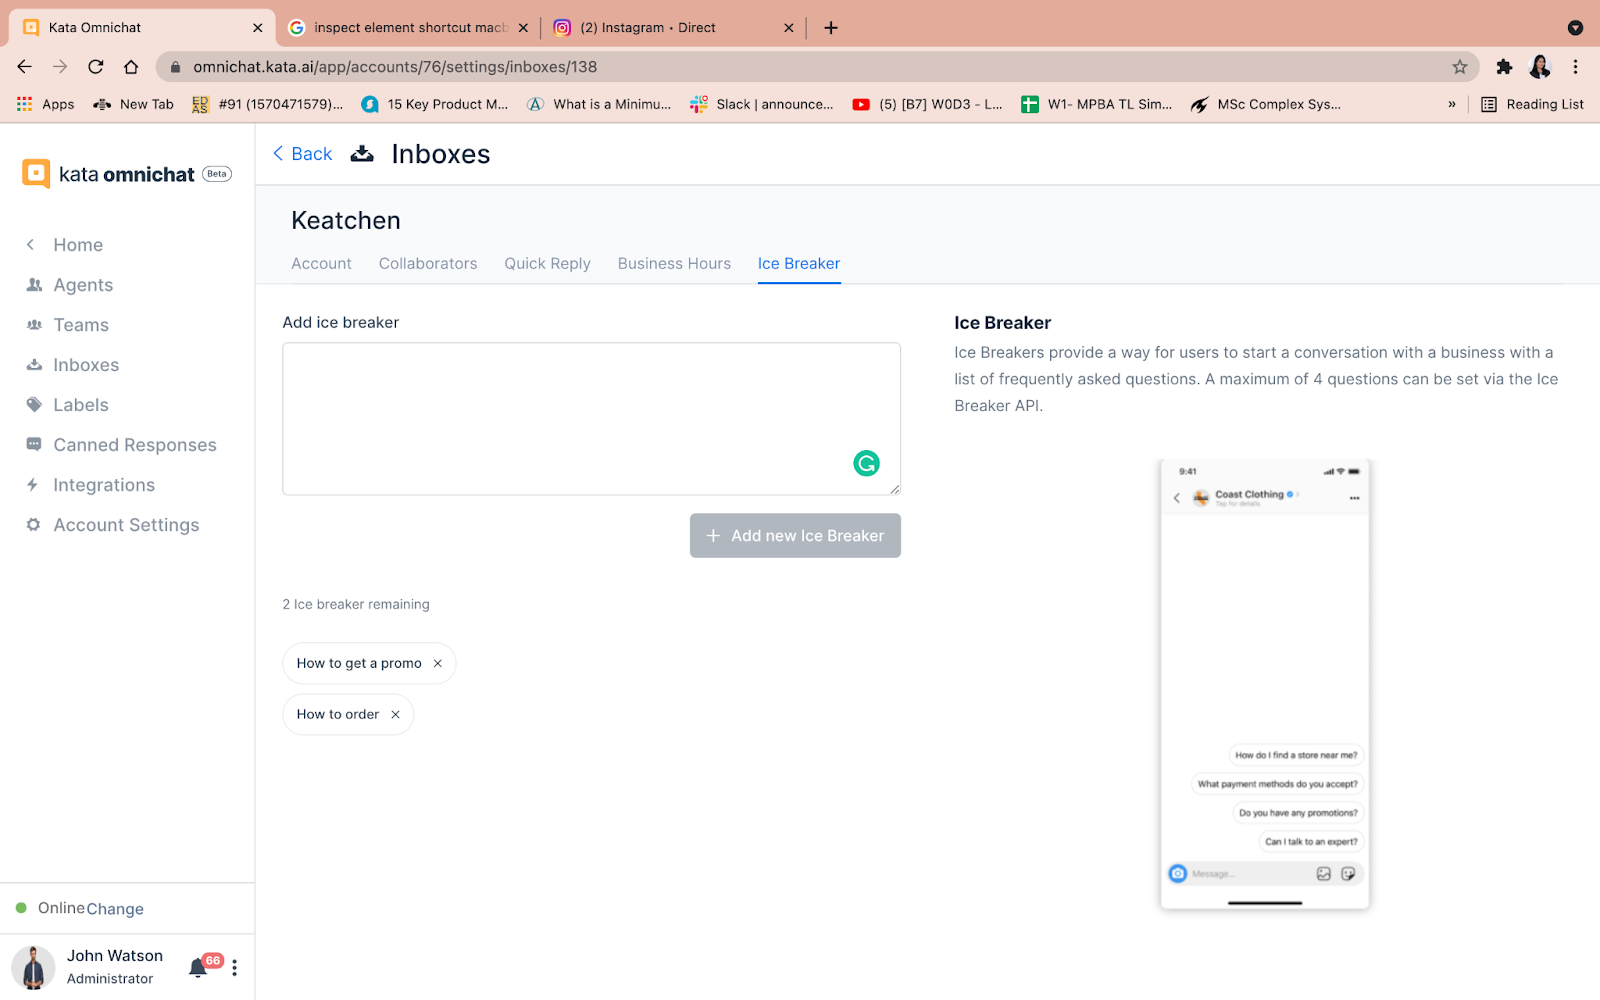 Kata Omnichat
inspect element shortcut macb
(2) Instagram • Direct
omnichat.kata.ai/app/accounts/76/settings/inboxes/138
Apps
New Tab
EDAS
#91 (1570471579)...
15 Key Product M...
What is a Minimu...
Slack | announce...
(5) [B7] W0D3 - L...
W1- MPBA TL Sim...
MSc Complex Sys...
»
Reading List
kata omnichat Beta
Back
Inboxes
Home
Agents
Teams
Inboxes
Labels
Canned Responses
Integrations
Account Settings
Keatchen
Account
Collaborators
Quick Reply
Business Hours
Ice Breaker
Add ice breaker
+ Add new Ice Breaker
2 Ice breaker remaining
How to get a promo ×
How to order ×
Ice Breaker
Ice Breakers provide a way for users to start a conversation with a business with a
list of frequently asked questions. A maximum of 4 questions can be set via the Ice
Breaker API.
9:41
Coast Clothing
Tap for details
How do I find a store near me?
What payment methods do you accept?
Do you have any promotions?
Can I talk to an expert?
Message...
OnlineChange
John Watson
Administrator
66